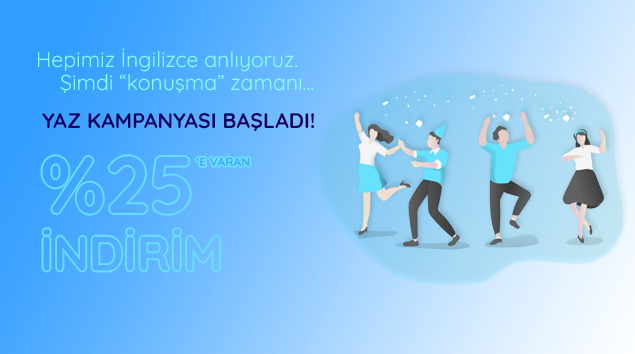 Hepimiz İngilizce anlıyoruz.
Şimdi “konuşma” zamanı...
YAZ KAMPANYASI BAŞLADI!
%25 'E VARAN
İNDİRİM